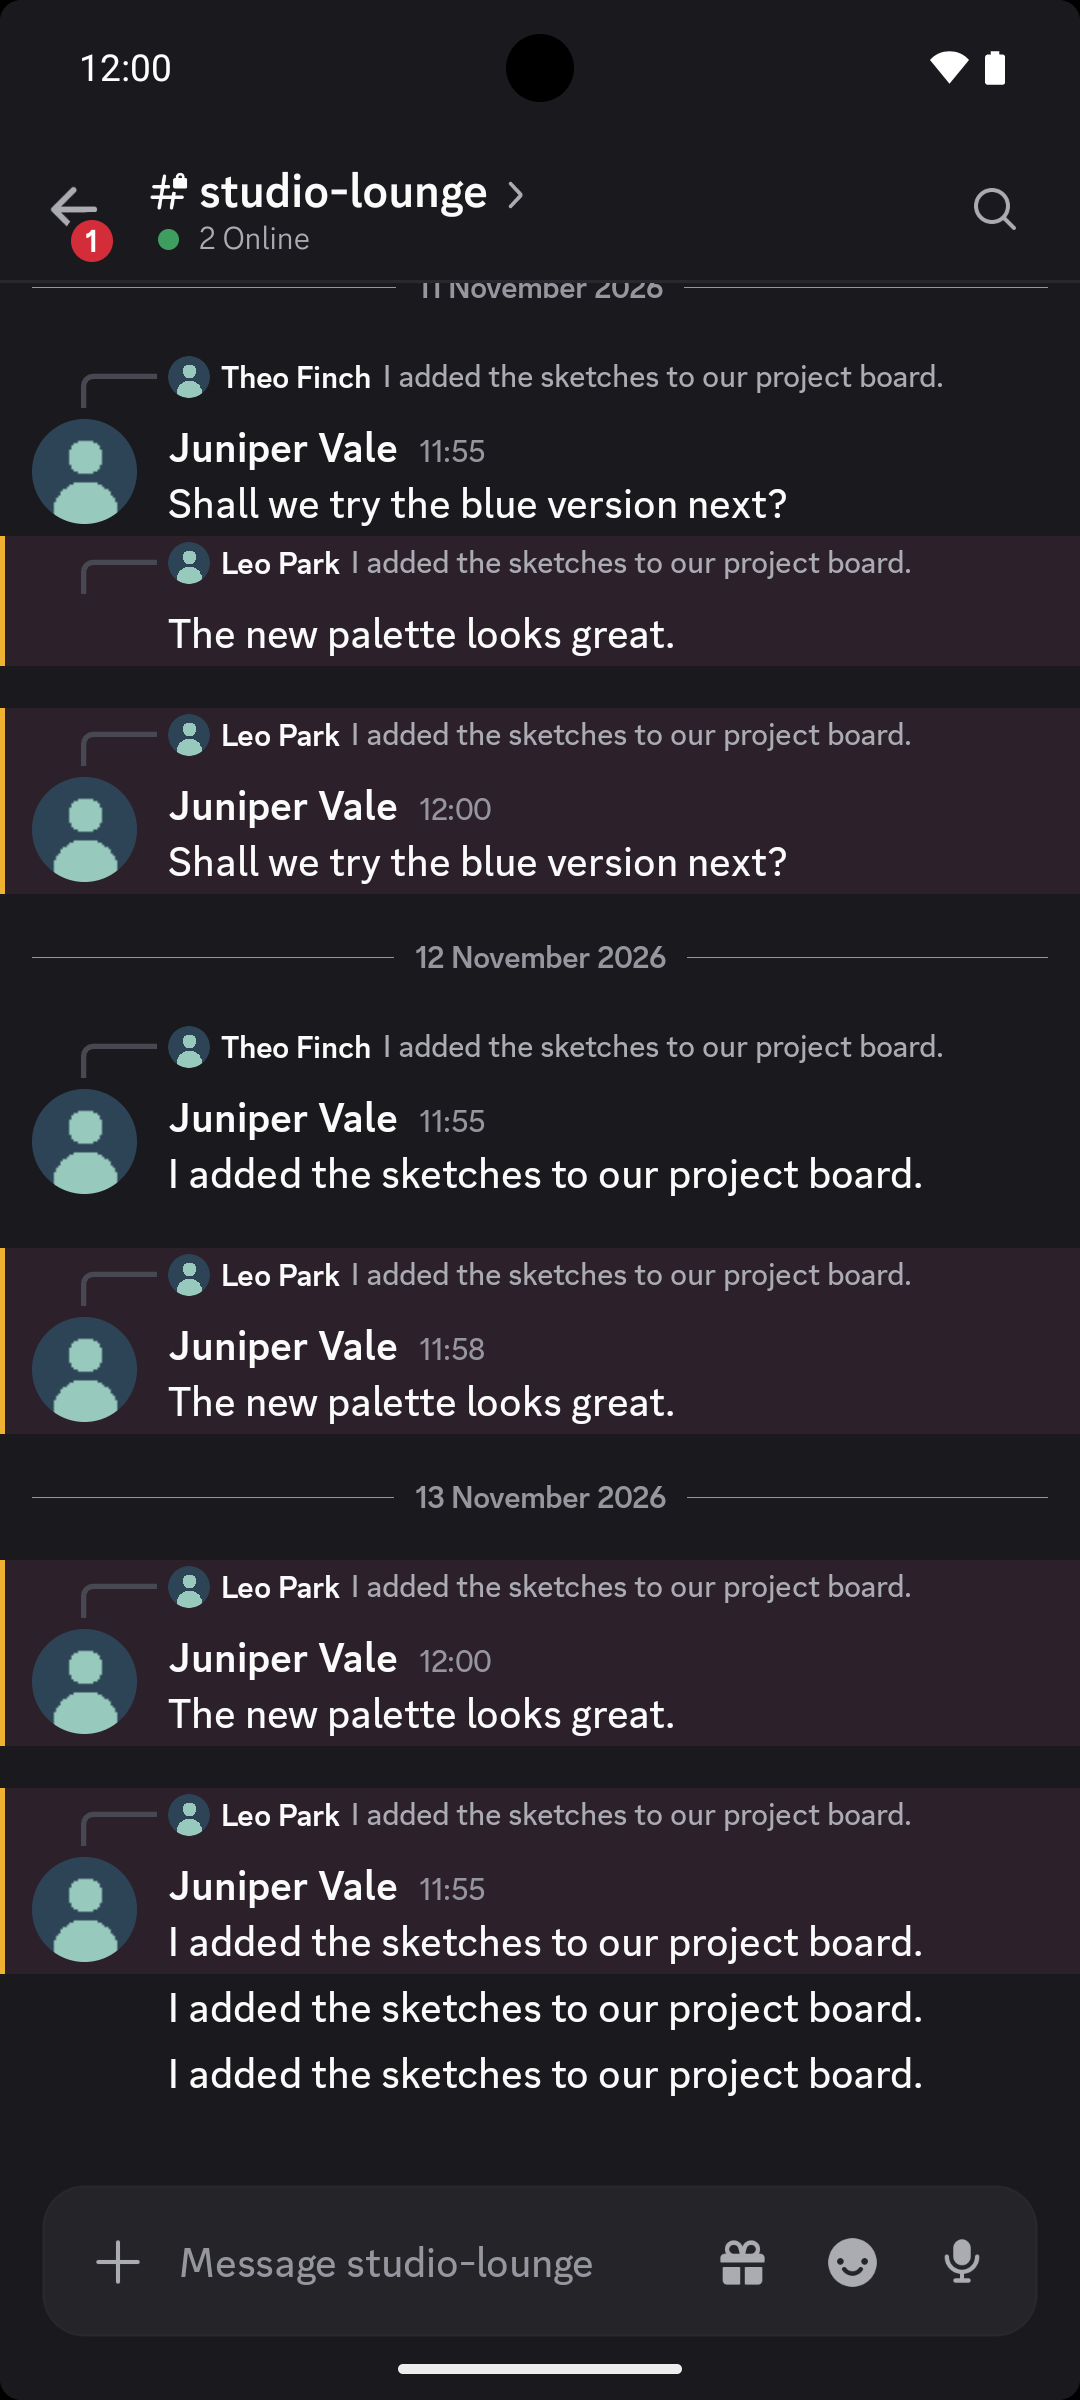 12:00
studio-lounge
1
2 Online
11 November 2026
Theo Finch I added the sketches to our project board.
Juniper Vale 11:55
Shall we try the blue version next?
Leo Park I added the sketches to our project board.
The new palette looks great.
Leo Park I added the sketches to our project board.
Juniper Vale 12:00
Shall we try the blue version next?
12 November 2026
Theo Finch I added the sketches to our project board.
Juniper Vale 11:55
I added the sketches to our project board.
Leo Park I added the sketches to our project board.
Juniper Vale 11:58
The new palette looks great.
13 November 2026
Leo Park I added the sketches to our project board.
Juniper Vale 12:00
The new palette looks great.
Leo Park I added the sketches to our project board.
Juniper Vale 11:55
I added the sketches to our project board.
I added the sketches to our project board.
I added the sketches to our project board.
Message studio-lounge